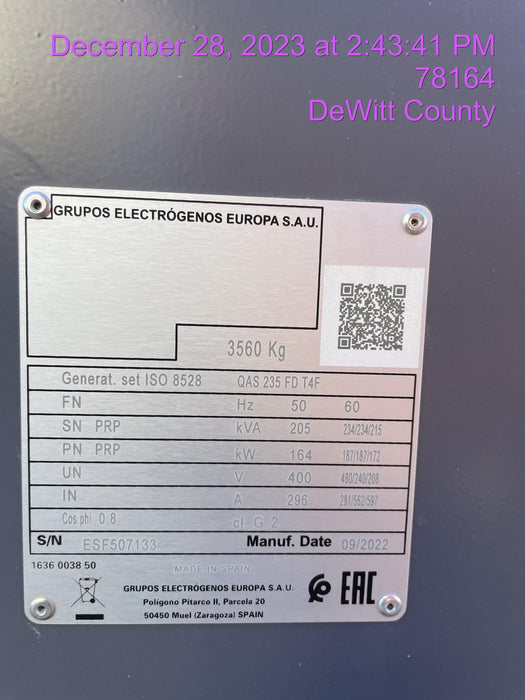 December 28, 2023 at 2:43:41 PM
78164
DeWitt County
GRUPOS ELECTRÓGENOS EUROPA S.A.U.
3560 Kg
Generat. set ISO 8528 QAS 235 FD T4F
FN Hz 50 60
SN PRP kVA 205 234/234/215
PN PRP kW 164 187/187/172
UN V 400 480/240/208
IN A 296 281/562/597
Cos phi 0.8 cl. G 2
S/N ESF507133 Manuf. Date 09/2022
1636 0038 50
MADE IN SPAIN
GRUPOS ELECTRÓGENOS EUROPA S.A.U.
Polígono Pitarco II, Parcela 20
50450 Muel (Zaragoza) SPAIN
EAC